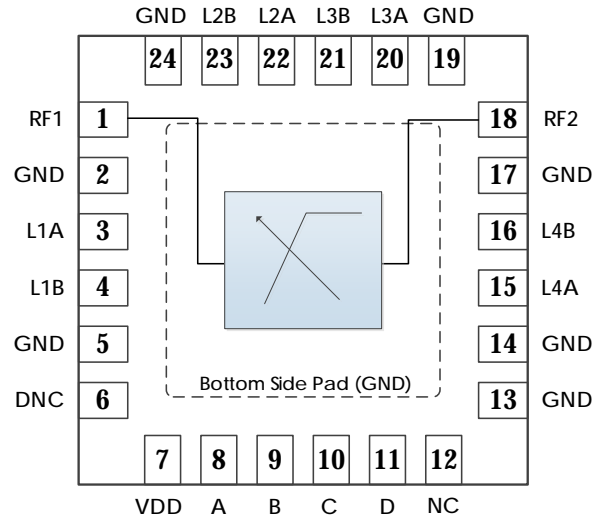 GND L2B L2A L3B L3A GND
24 23 22 21 20 19
RF1 1 18 RF2
GND 2 17 GND
L1A 3 16 L4B
L1B 4 15 L4A
GND 5 14 GND
Bottom Side Pad (GND)
DNC 6 13 GND
7 8 9 10 11 12
VDD A B C D NC